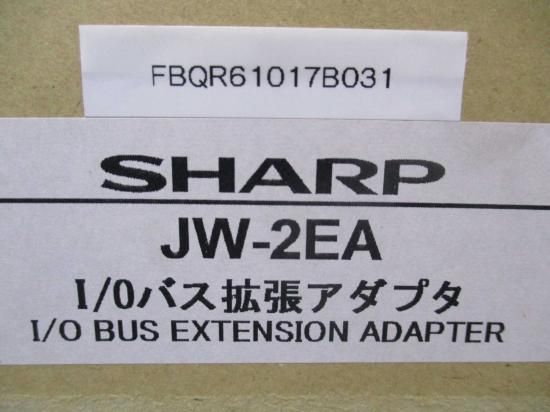 FBQR61017B031
SHARP
JW-2EA
I/Oバス拡張アダプタ
I/O BUS EXTENSION ADAPTER